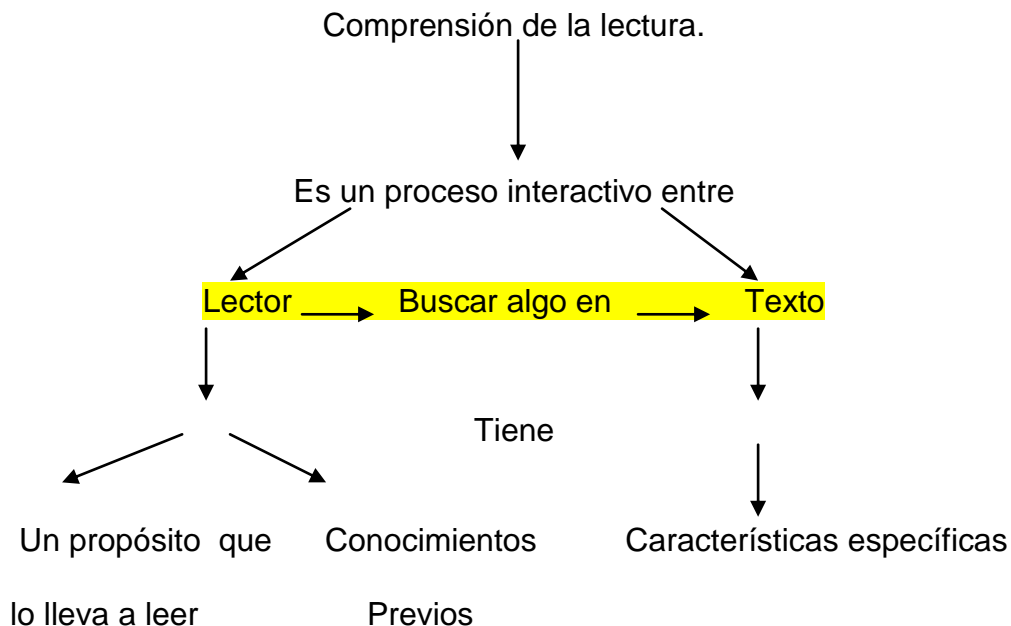 Comprensión de la lectura.
Es un proceso interactivo entre
Lector Buscar algo en Texto
Tiene
Un propósito que Conocimientos Características específicas
lo lleva a leer Previos